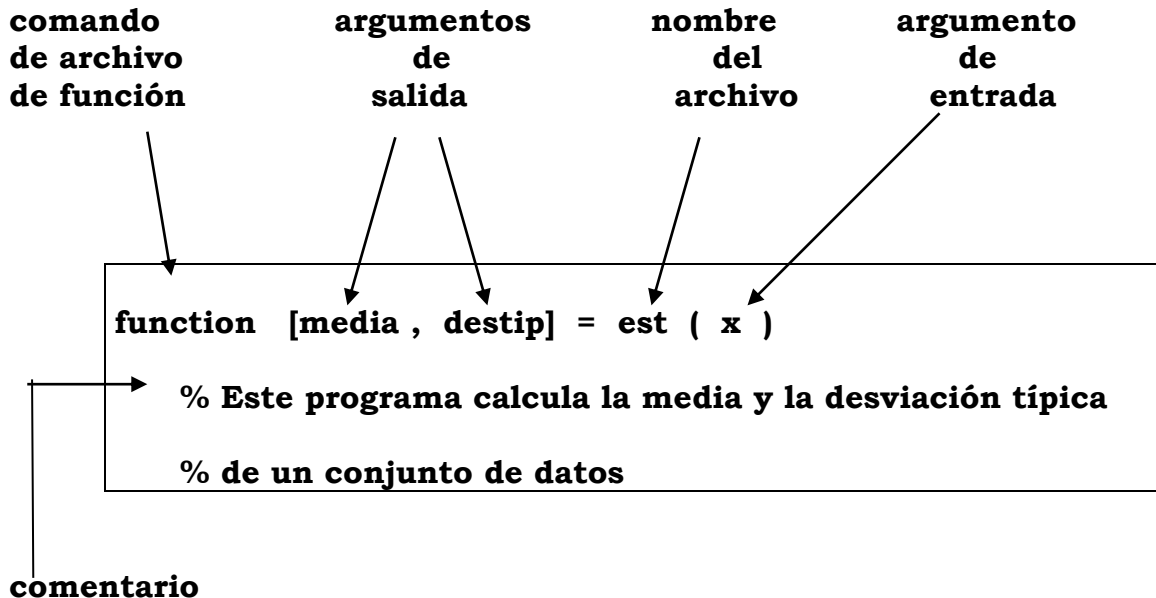 comando argumentos nombre argumento
de archivo de del de
de función salida archivo entrada
function [media , destip] = est ( x )
% Este programa calcula la media y la desviación típica
% de un conjunto de datos
comentario